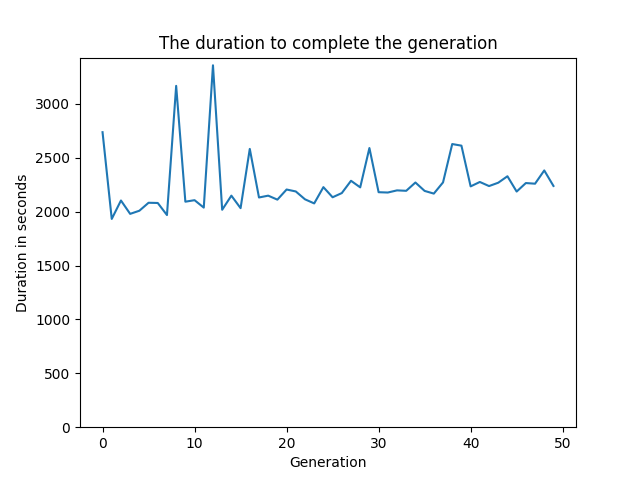 The duration to complete the generation
3000
2500
2000
1500
1000
500
0
Duration in seconds
0 10 20 30 40 50
Generation